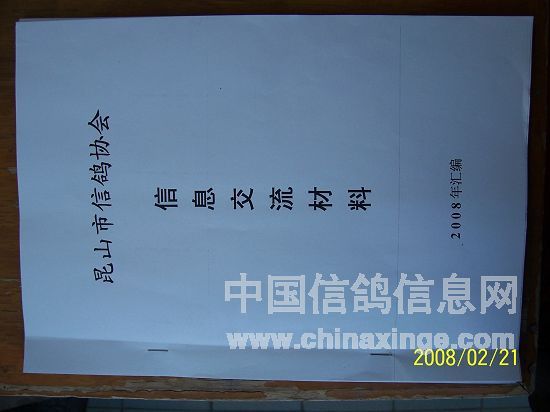 昆山市信鸽协会
信息交流材料
2008年汇编
中国信鸽信息网
www.chinaxinge.com
2008/02/21